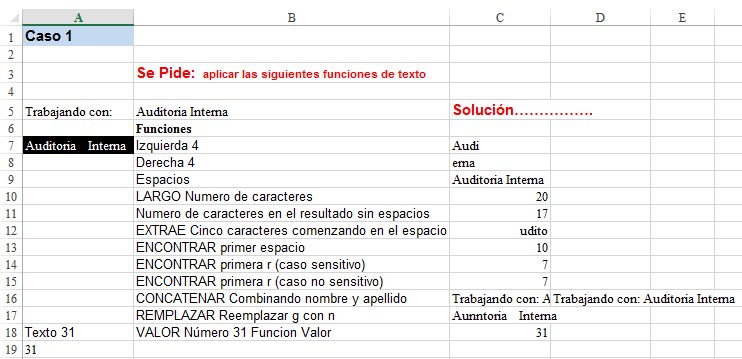 A B C D E
1 Caso 1
2
3 Se Pide: aplicar las siguientes funciones de texto
4
5 Trabajando con: Auditoria Interna Solución…………….
6 Funciones
7 Auditoria Interna Izquierda 4 Audi
8 Derecha 4 erna
9 Espacios Auditoria Interna
10 LARGO Numero de caracteres 20
11 Numero de caracteres en el resultado sin espacios 17
12 EXTRAE Cinco caracteres comenzando en el espacio udito
13 ENCONTRAR primer espacio 10
14 ENCONTRAR primera r (caso sensitivo) 7
15 ENCONTRAR primera r (caso no sensitivo) 7
16 CONCATENAR Combinando nombre y apellido Trabajando con: A Trabajando con: Auditoria Interna
17 REMPLAZAR Reemplazar g con n Aunntoria Interna
18 Texto 31 VALOR Número 31 Funcion Valor 31
19 31